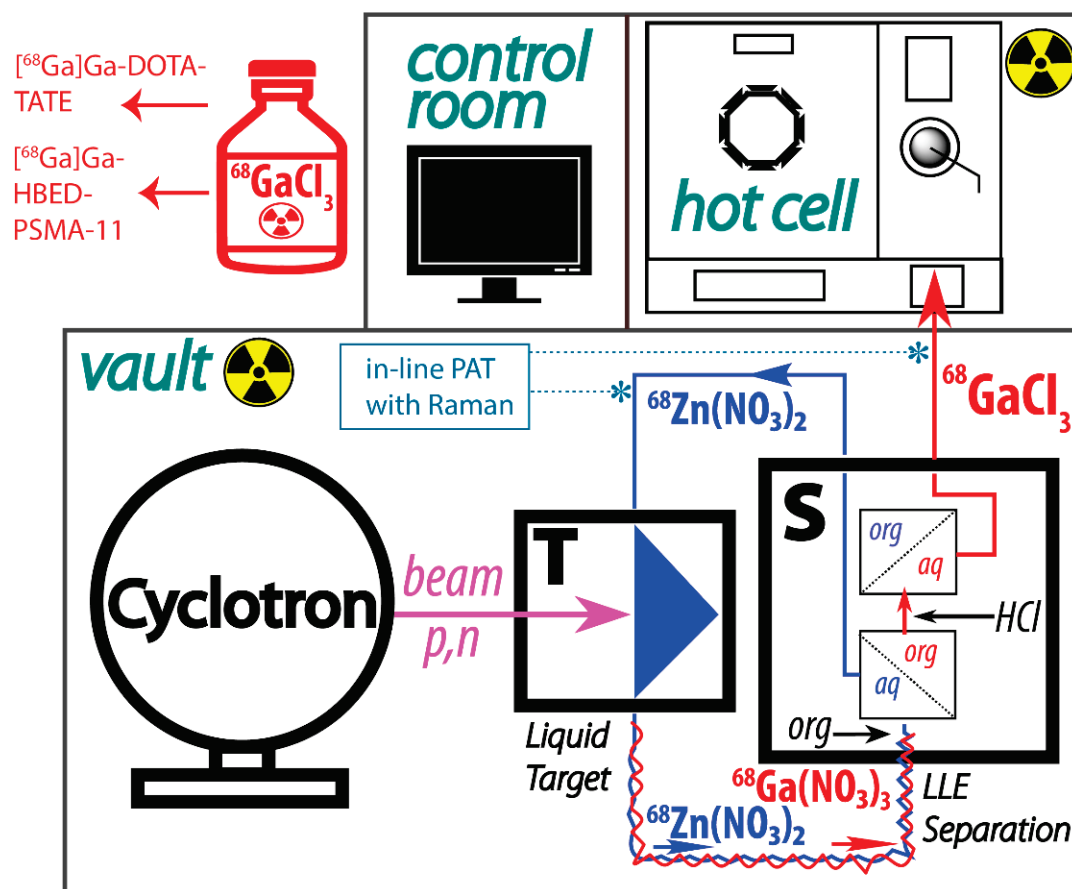 [⁶⁸Ga]Ga-DOTA-
TATE
[⁶⁸Ga]Ga-
HBED-
PSMA-11
⁶⁸GaCl₃
control
room
hot cell
vault
in-line PAT
with Raman
*
*
⁶⁸Zn(NO₃)₂
⁶⁸GaCl₃
Cyclotron
beam
p,n
T
Liquid
Target
S
org
aq
HCl
org
aq
org
⁶⁸Ga(NO₃)₃
⁶⁸Zn(NO₃)₂
LLE
Separation